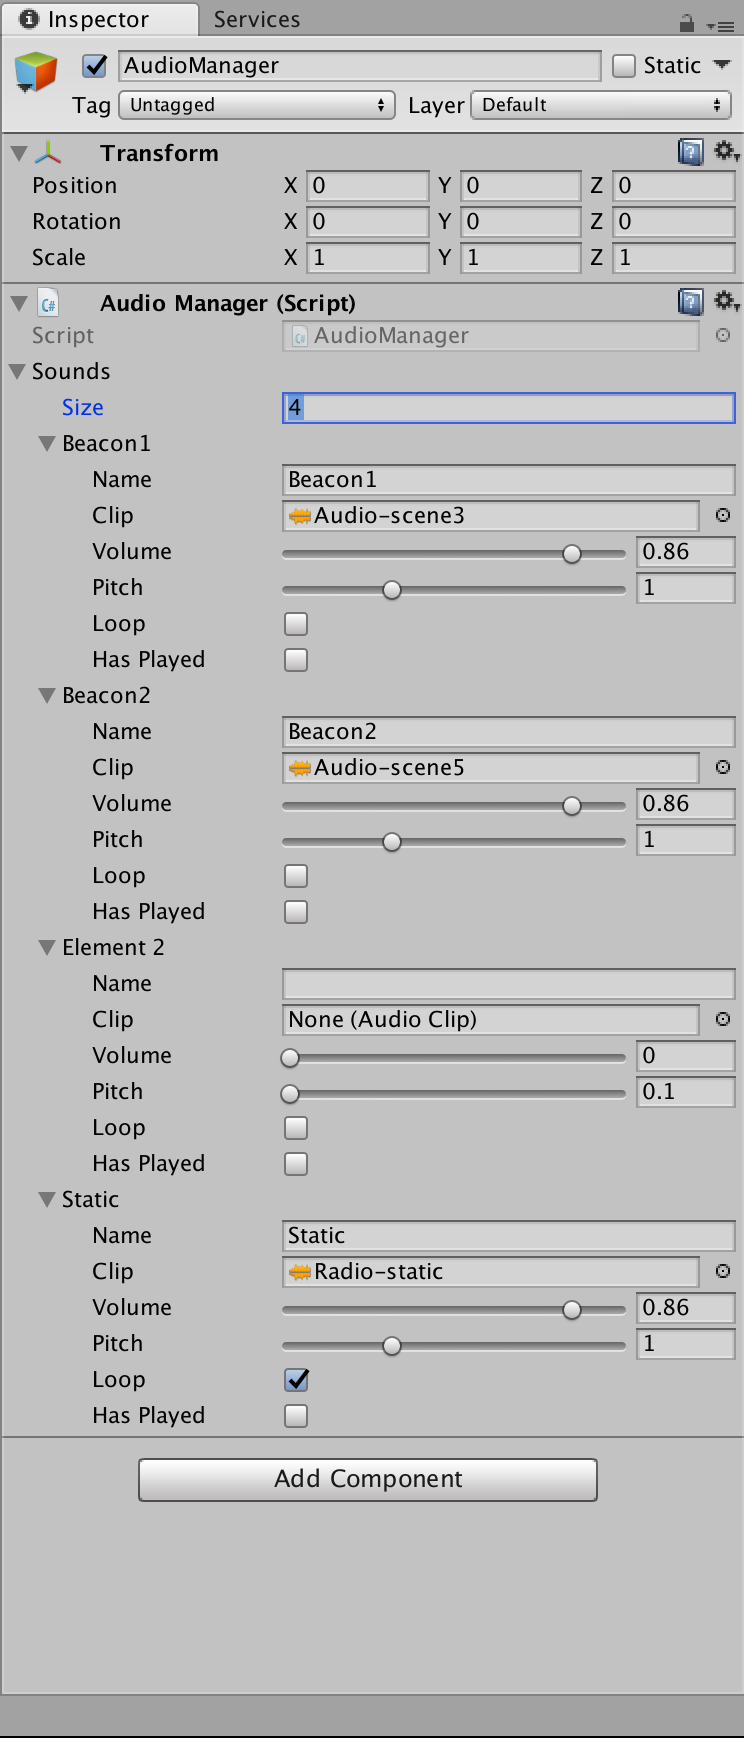 Inspector Services
AudioManager Static
Tag Untagged Layer Default
Transform
Position X 0 Y 0 Z 0
Rotation X 0 Y 0 Z 0
Scale X 1 Y 1 Z 1
Audio Manager (Script)
Script AudioManager
Sounds
Size 4
Beacon1
Name Beacon1
Clip Audio-scene3
Volume 0.86
Pitch 1
Loop
Has Played
Beacon2
Name Beacon2
Clip Audio-scene5
Volume 0.86
Pitch 1
Loop
Has Played
Element 2
Name
Clip None (Audio Clip)
Volume 0
Pitch 0.1
Loop
Has Played
Static
Name Static
Clip Radio-static
Volume 0.86
Pitch 1
Loop
Has Played
Add Component